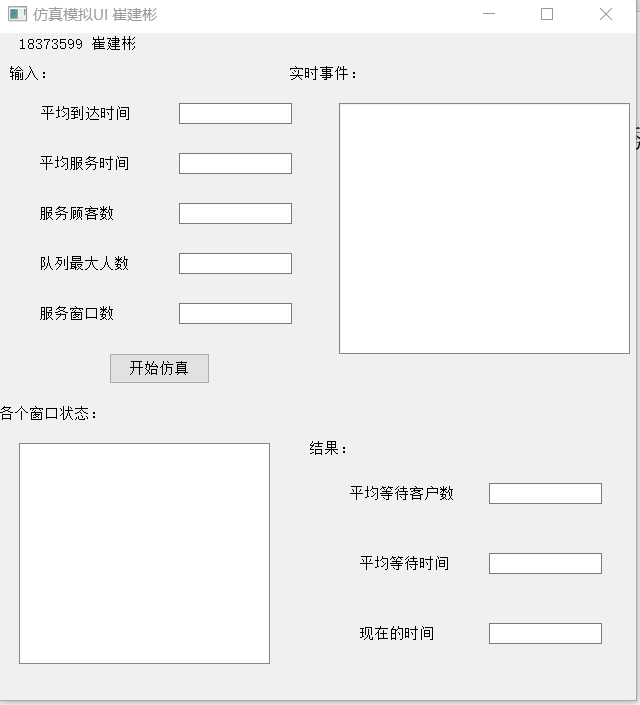 仿真模拟UI 崔建彬
18373599 崔建彬
输入：
平均到达时间
平均服务时间
服务顾客数
队列最大人数
服务窗口数
开始仿真
实时事件：
各个窗口状态：
结果：
平均等待客户数
平均等待时间
现在的时间